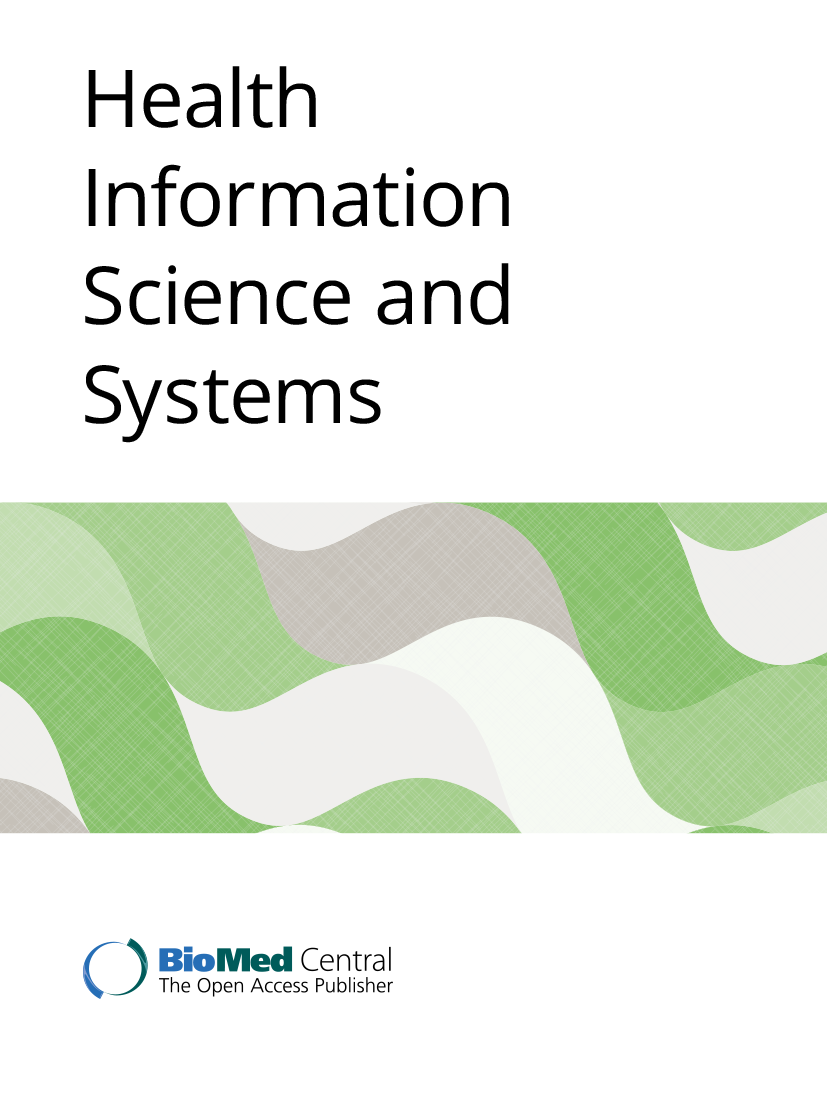 Health
Information
Science and
Systems
BioMed Central
The Open Access Publisher